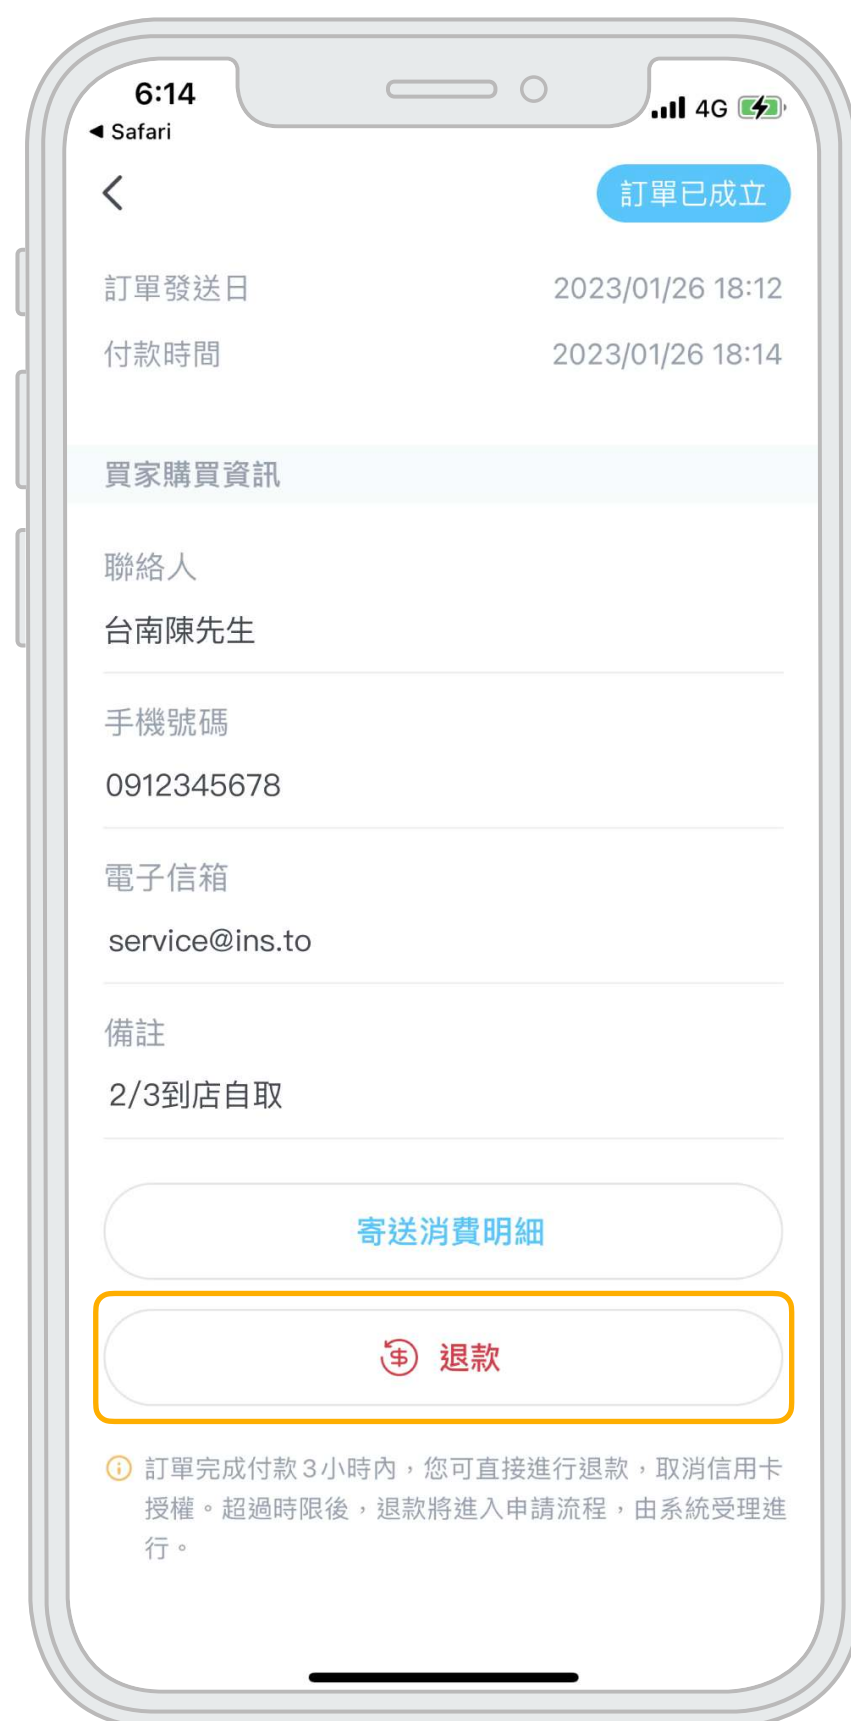 6:14
4G
◀ Safari
訂單已成立
訂單發送日 2023/01/26 18:12
付款時間 2023/01/26 18:14
買家購買資訊
聯絡人
台南陳先生
手機號碼
0912345678
電子信箱
service@ins.to
備註
2/3到店自取
寄送消費明細
退款
訂單完成付款3小時內，您可直接進行退款，取消信用卡
授權。超過時限後，退款將進入申請流程，由系統受理進
行。